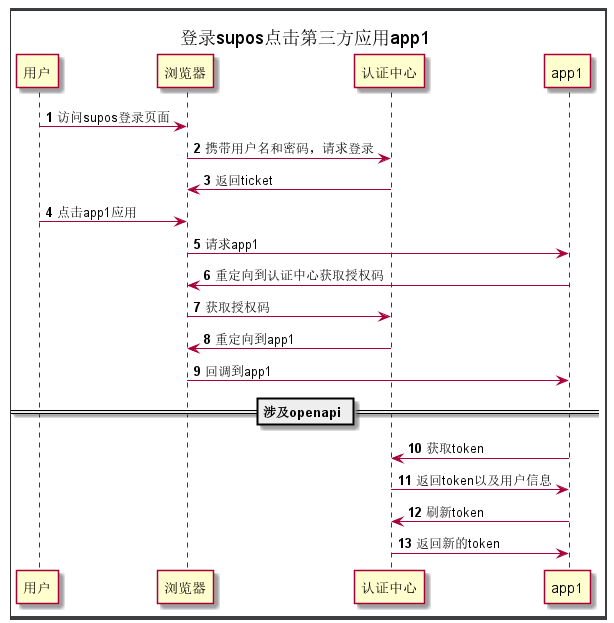 登录supos点击第三方应用app1
用户 浏览器 认证中心 app1
1 访问supos登录页面
2 携带用户名和密码，请求登录
3 返回ticket
4 点击app1应用
5 请求app1
6 重定向到认证中心获取授权码
7 获取授权码
8 重定向到app1
9 回调到app1
涉及openapi
10 获取token
11 返回token以及用户信息
12 刷新token
13 返回新的token
用户 浏览器 认证中心 app1